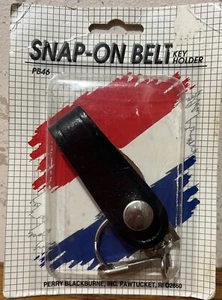 SNAP-ON BELT KEY
HOLDER
PB46
PERRY BLACKBURNE, INC. PAWTUCKET, RI 02860